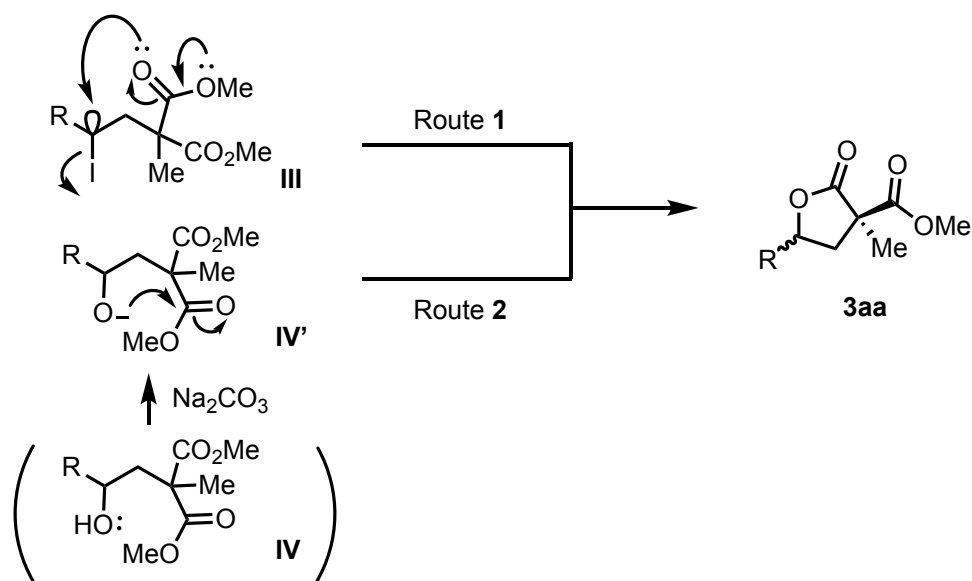 O
OMe
R
I
Me
CO2Me
III
Route 1
O
O
O
OMe
Me
R
3aa
CO2Me
R
Me
O–
O
MeO
IV’
Route 2
Na2CO3
CO2Me
R
Me
HO:
O
MeO
IV